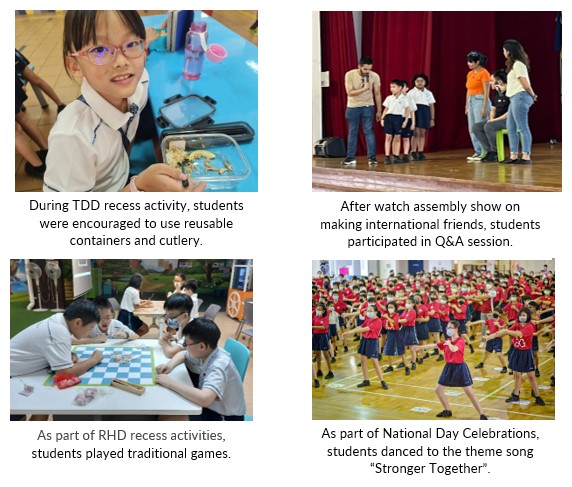 During TDD recess activity, students
were encouraged to use reusable
containers and cutlery.
After watch assembly show on
making international friends, students
participated in Q&A session.
As part of RHD recess activities,
students played traditional games.
As part of National Day Celebrations,
students danced to the theme song
“Stronger Together”.